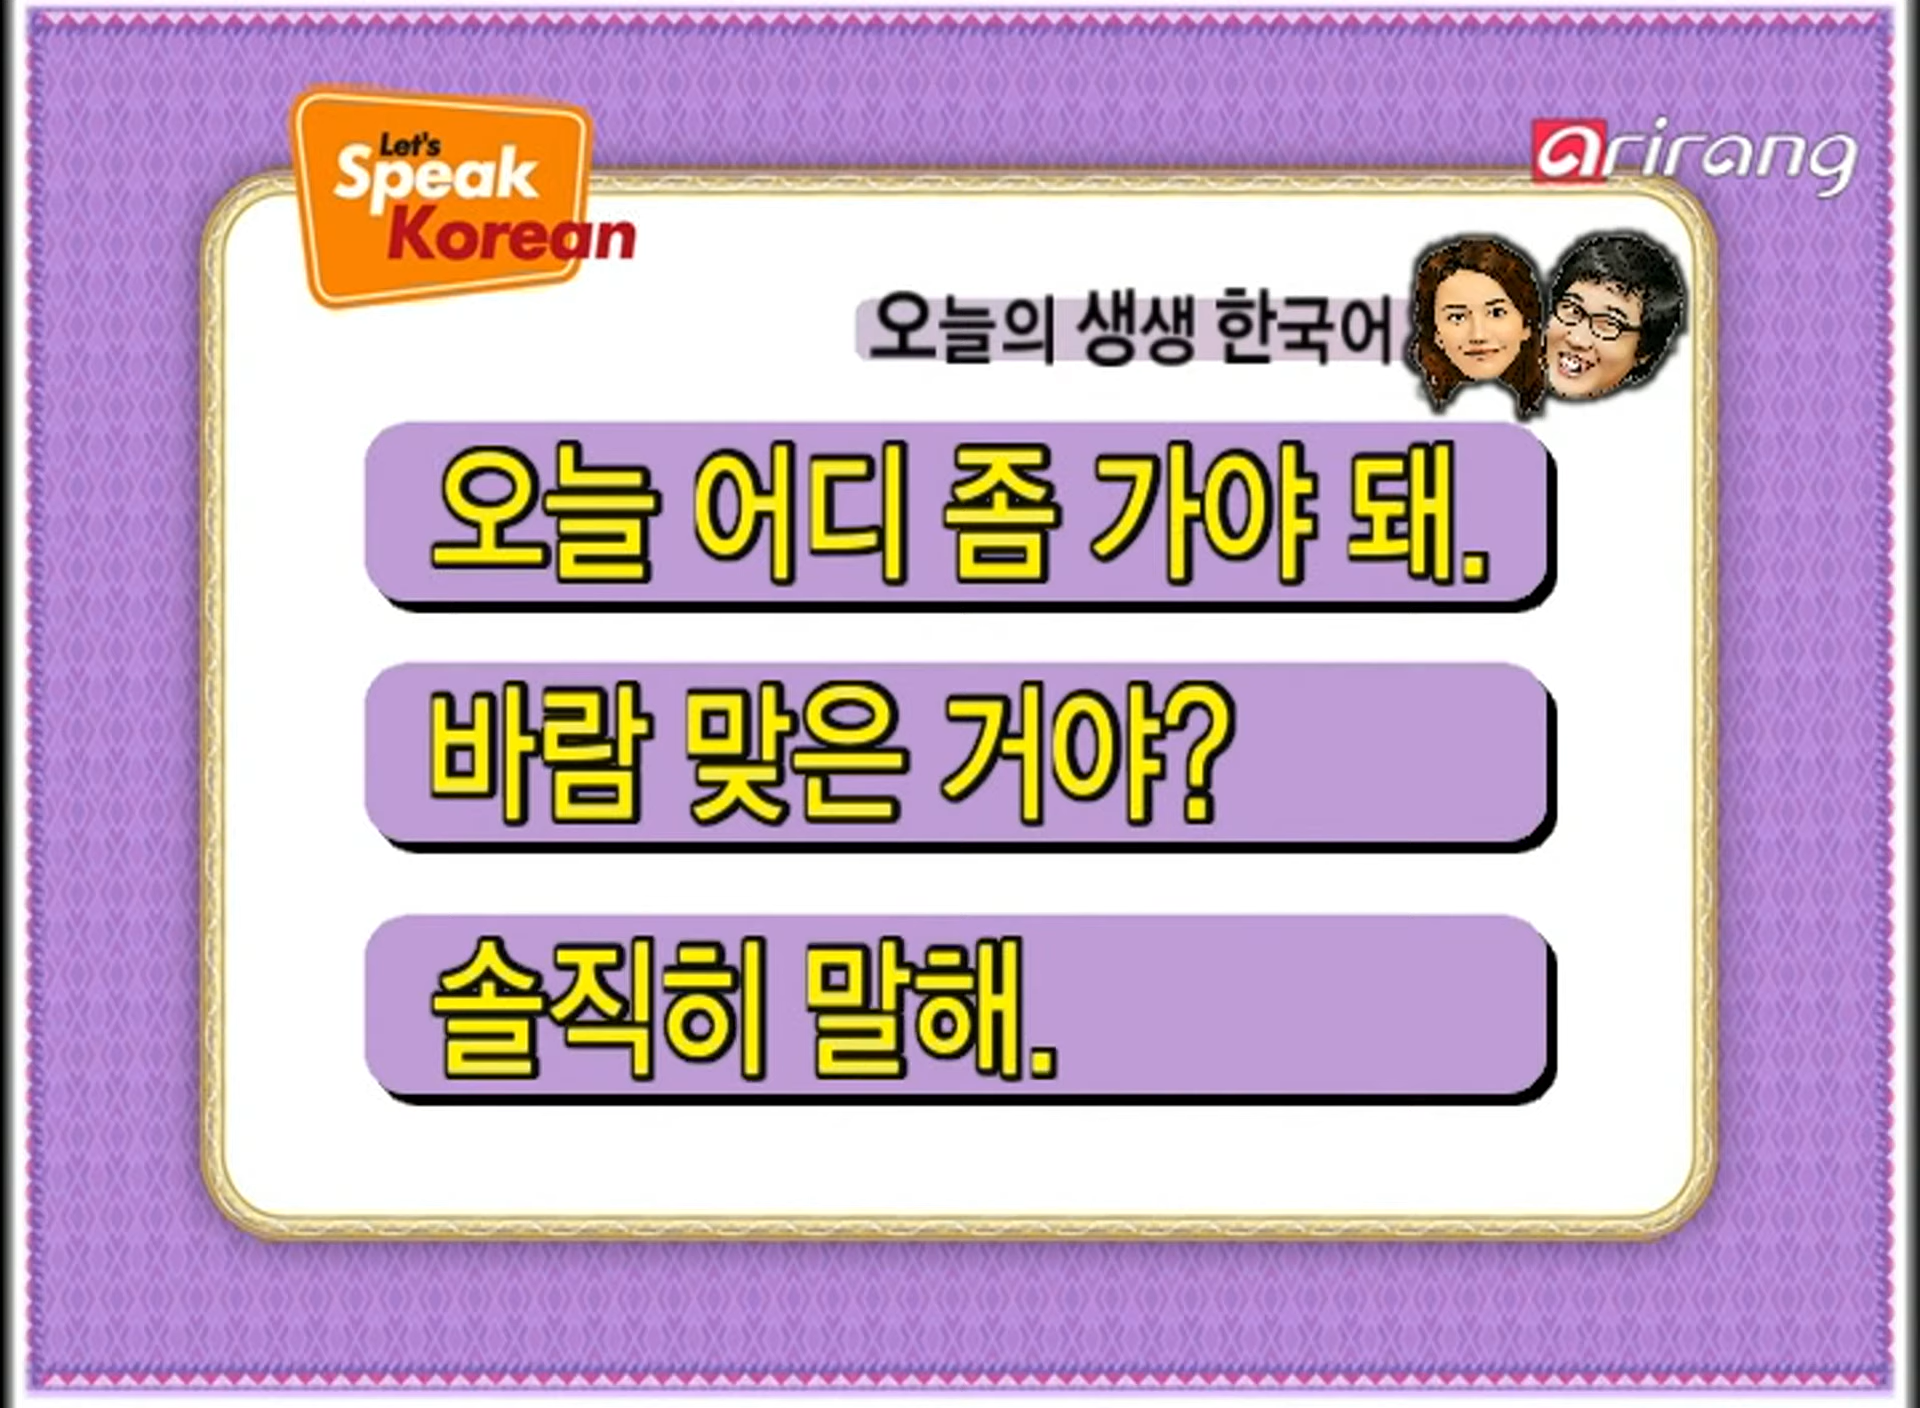 Let's
Speak
Korean
arirang
오늘의 생생 한국어
오늘 어디 좀 가야 돼.
바람 맞은 거야?
솔직히 말해.